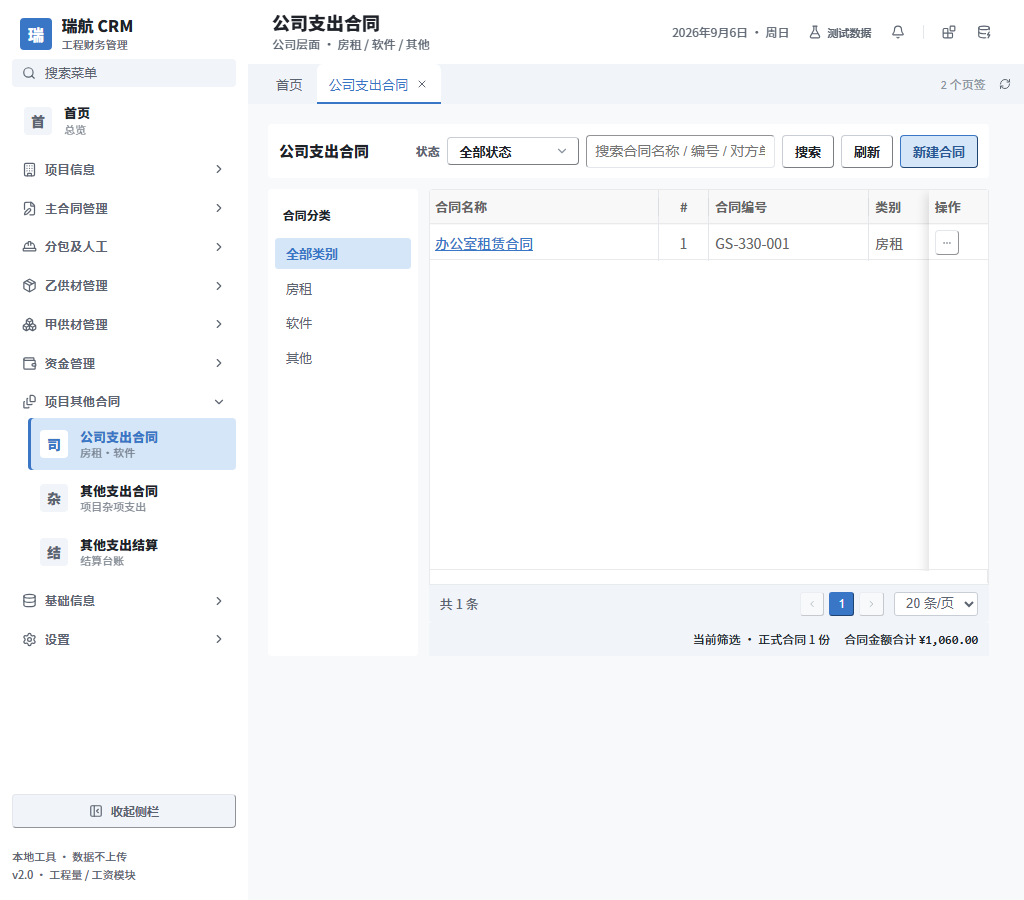 瑞
瑞航 CRM
工程财务管理
搜索菜单
首
首页
总览
项目信息
主合同管理
分包及人工
乙供材管理
甲供材管理
资金管理
项目其他合同
司
公司支出合同
房租・软件
杂
其他支出合同
项目杂项支出
结
其他支出结算
结算台账
基础信息
设置
收起侧栏
本地工具 · 数据不上传
v2.0 · 工程量 / 工资模块
公司支出合同
公司层面 · 房租 / 软件 / 其他
2026年9月6日 · 周日
测试数据
首页
公司支出合同 ×
2 个页签
公司支出合同
状态
全部状态
搜索合同名称 / 编号 / 对方
搜索
刷新
新建合同
合同分类
全部类别
房租
软件
其他
合同名称 # 合同编号 类别 操作
办公室租赁合同 1 GS-330-001 房租 ...
共 1 条
‹ 1 ›
20 条/页
当前筛选 · 正式合同 1 份 合同金额合计 ¥1,060.00